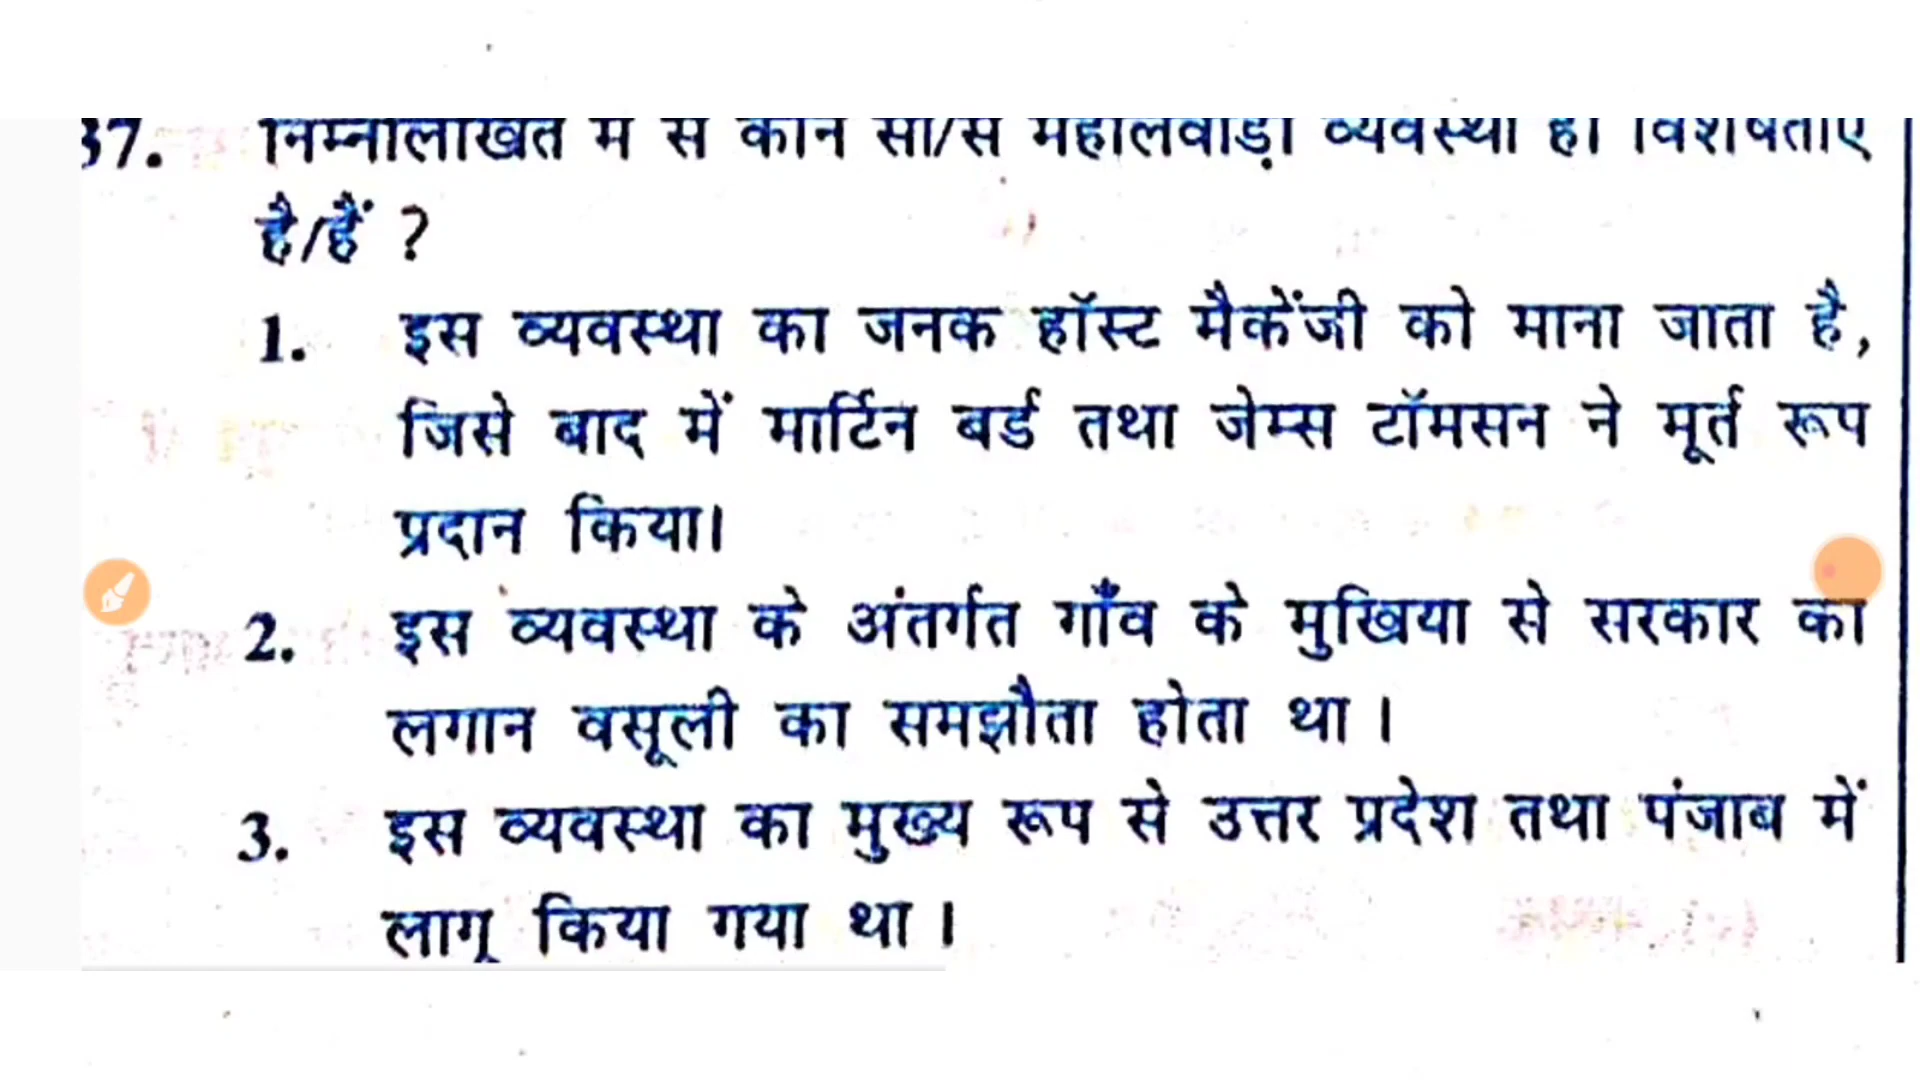 37. निम्नलिखित में से कौन सा/से महालवाड़ी व्यवस्था ही विशेषताएं
है/हैं ?
1. इस व्यवस्था का जनक हॉस्ट मैकेंजी को माना जाता है,
जिसे बाद में मार्टिन बर्ड तथा जेम्स टॉमसन ने मूर्त रूप
प्रदान किया।
2. इस व्यवस्था के अंतर्गत गाँव के मुखिया से सरकार का
लगान वसूली का समझौता होता था ।
3. इस व्यवस्था का मुख्य रूप से उत्तर प्रदेश तथा पंजाब में
लागू किया गया था ।